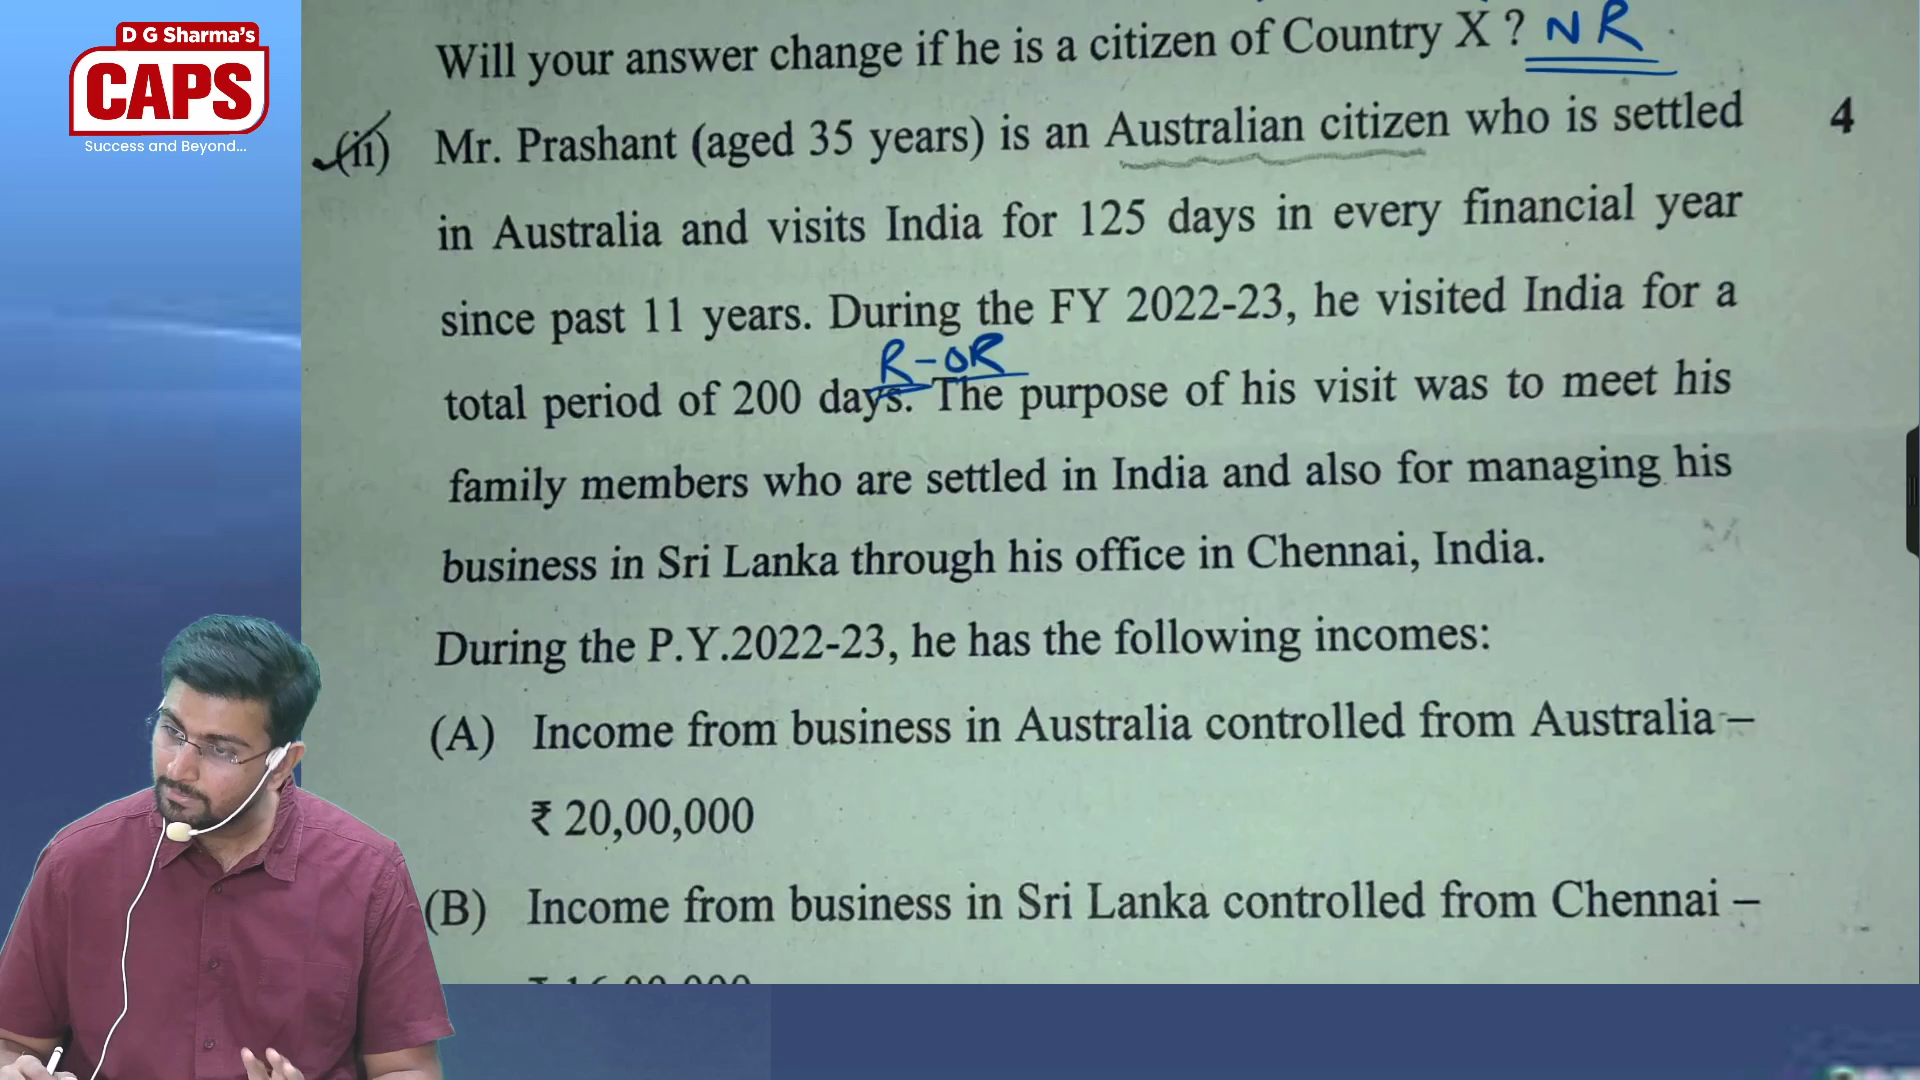 D G Sharma's
CAPS
Success and Beyond...
Will your answer change if he is a citizen of Country X ? NR
(ii) Mr. Prashant (aged 35 years) is an Australian citizen who is settled 4
in Australia and visits India for 125 days in every financial year
since past 11 years. During the FY 2022-23, he visited India for a
R-OR
total period of 200 days. The purpose of his visit was to meet his
family members who are settled in India and also for managing his
business in Sri Lanka through his office in Chennai, India.
During the P.Y.2022-23, he has the following incomes:
(A) Income from business in Australia controlled from Australia –
₹ 20,00,000
(B) Income from business in Sri Lanka controlled from Chennai –